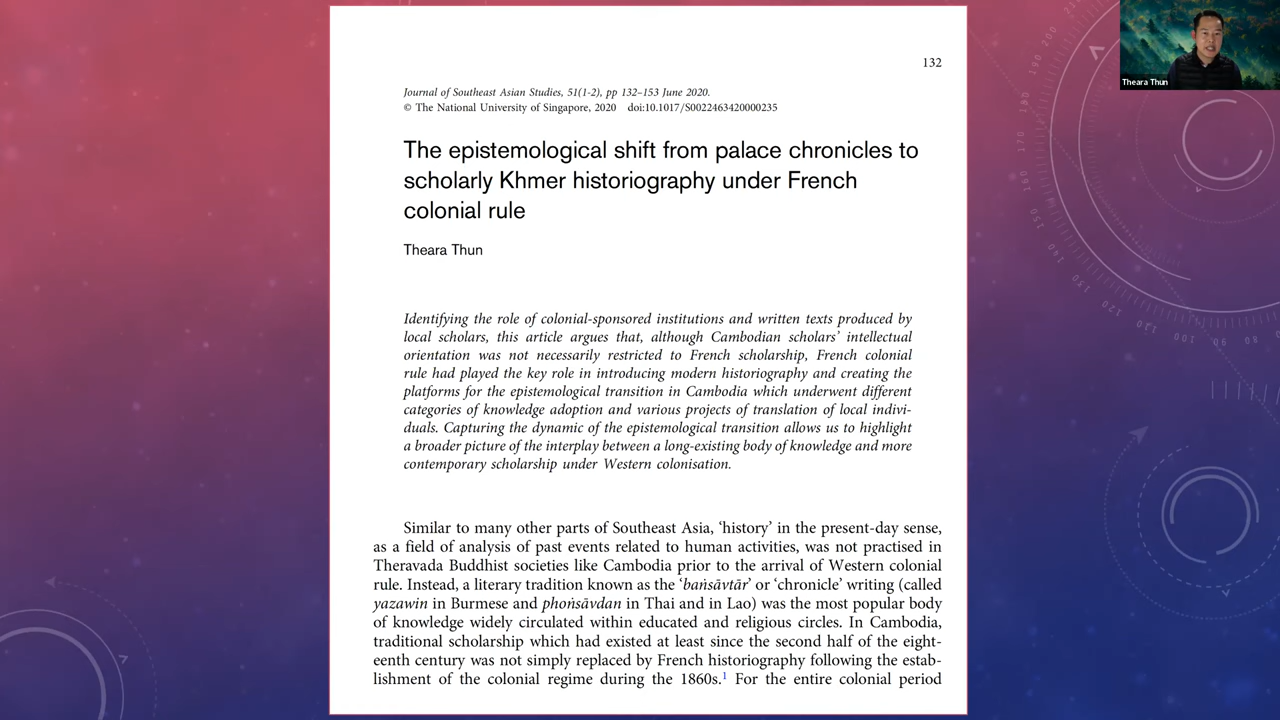 Theara Thun
132
Journal of Southeast Asian Studies, 51(1-2), pp 132–153 June 2020.
© The National University of Singapore, 2020 doi:10.1017/S0022463420000235
The epistemological shift from palace chronicles to
scholarly Khmer historiography under French
colonial rule
Theara Thun
Identifying the role of colonial-sponsored institutions and written texts produced by
local scholars, this article argues that, although Cambodian scholars’ intellectual
orientation was not necessarily restricted to French scholarship, French colonial
rule had played the key role in introducing modern historiography and creating the
platforms for the epistemological transition in Cambodia which underwent different
categories of knowledge adoption and various projects of translation of local indivi-
duals. Capturing the dynamic of the epistemological transition allows us to highlight
a broader picture of the interplay between a long-existing body of knowledge and more
contemporary scholarship under Western colonisation.
Similar to many other parts of Southeast Asia, ‘history’ in the present-day sense,
as a field of analysis of past events related to human activities, was not practised in
Theravada Buddhist societies like Cambodia prior to the arrival of Western colonial
rule. Instead, a literary tradition known as the ‘baṅsāvtār’ or ‘chronicle’ writing (called
yazawin in Burmese and phoṅsāvdan in Thai and in Lao) was the most popular body
of knowledge widely circulated within educated and religious circles. In Cambodia,
traditional scholarship which had existed at least since the second half of the eight-
eenth century was not simply replaced by French historiography following the estab-
lishment of the colonial regime during the 1860s.1 For the entire colonial period